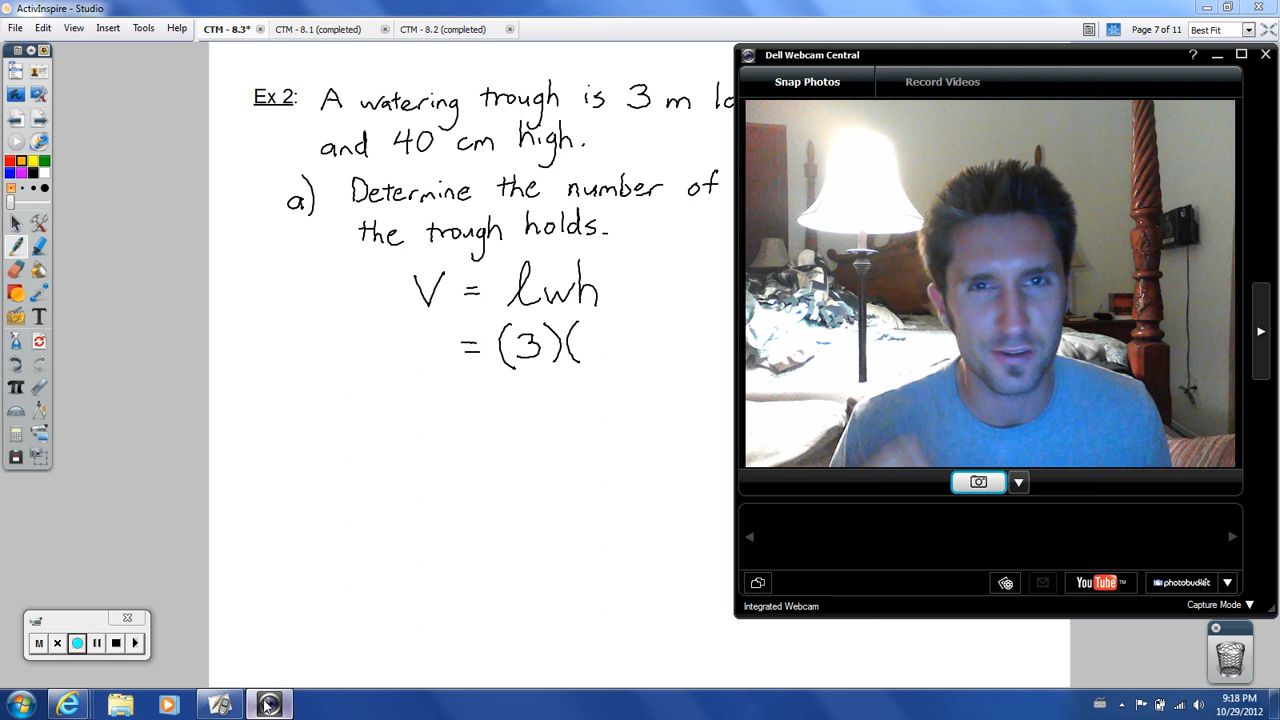 ActivInspire - Studio
File Edit View Insert Tools Help
CTM - 8.3*
CTM - 8.1 (completed)
CTM - 8.2 (completed)
Page 7 of 11
Best Fit
Ex 2: A watering trough is 3 m lo
and 40 cm high.
a) Determine the number of
the trough holds.
V = lwh
= (3)(
Dell Webcam Central
Snap Photos
Record Videos
You Tube ™
photobucket
Integrated Webcam
Capture Mode
M
9:18 PM
10/29/2012